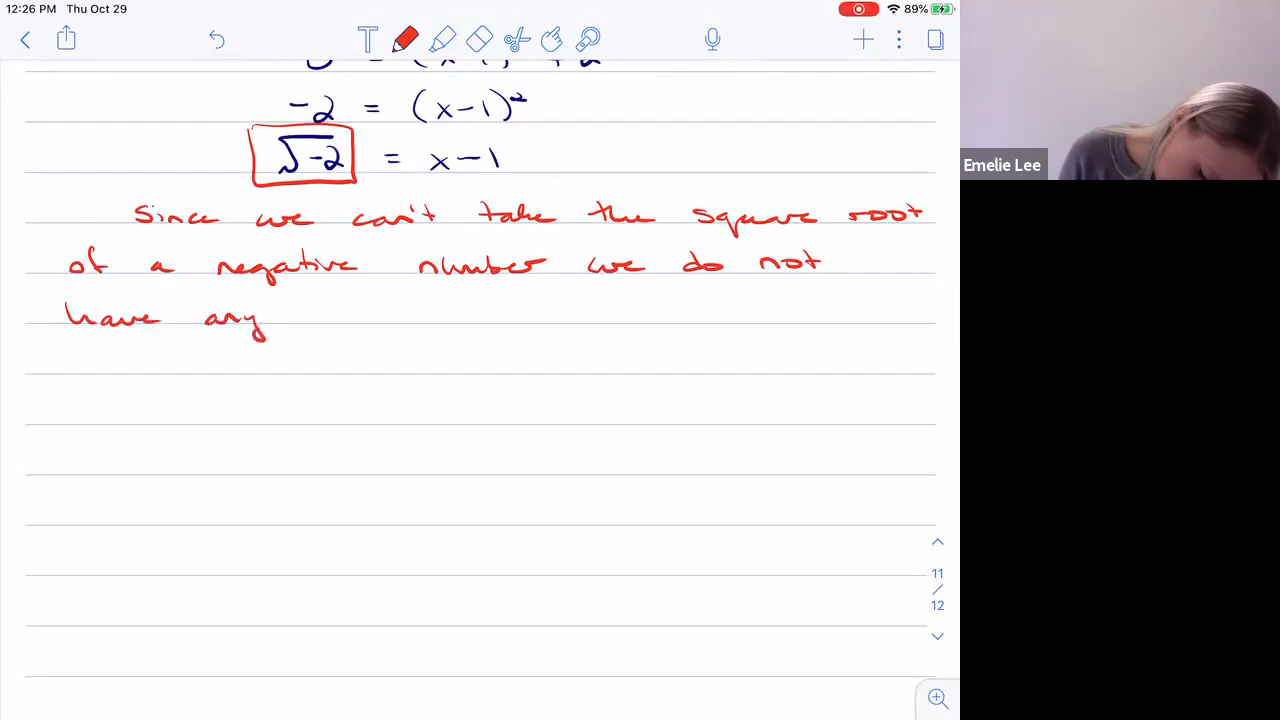 12:26 PM Thu Oct 29
89%
-2 = (x-1)²
√-2 = x-1
Since we can't take the square root
of a negative number we do not
have any
11
/
12
Emelie Lee